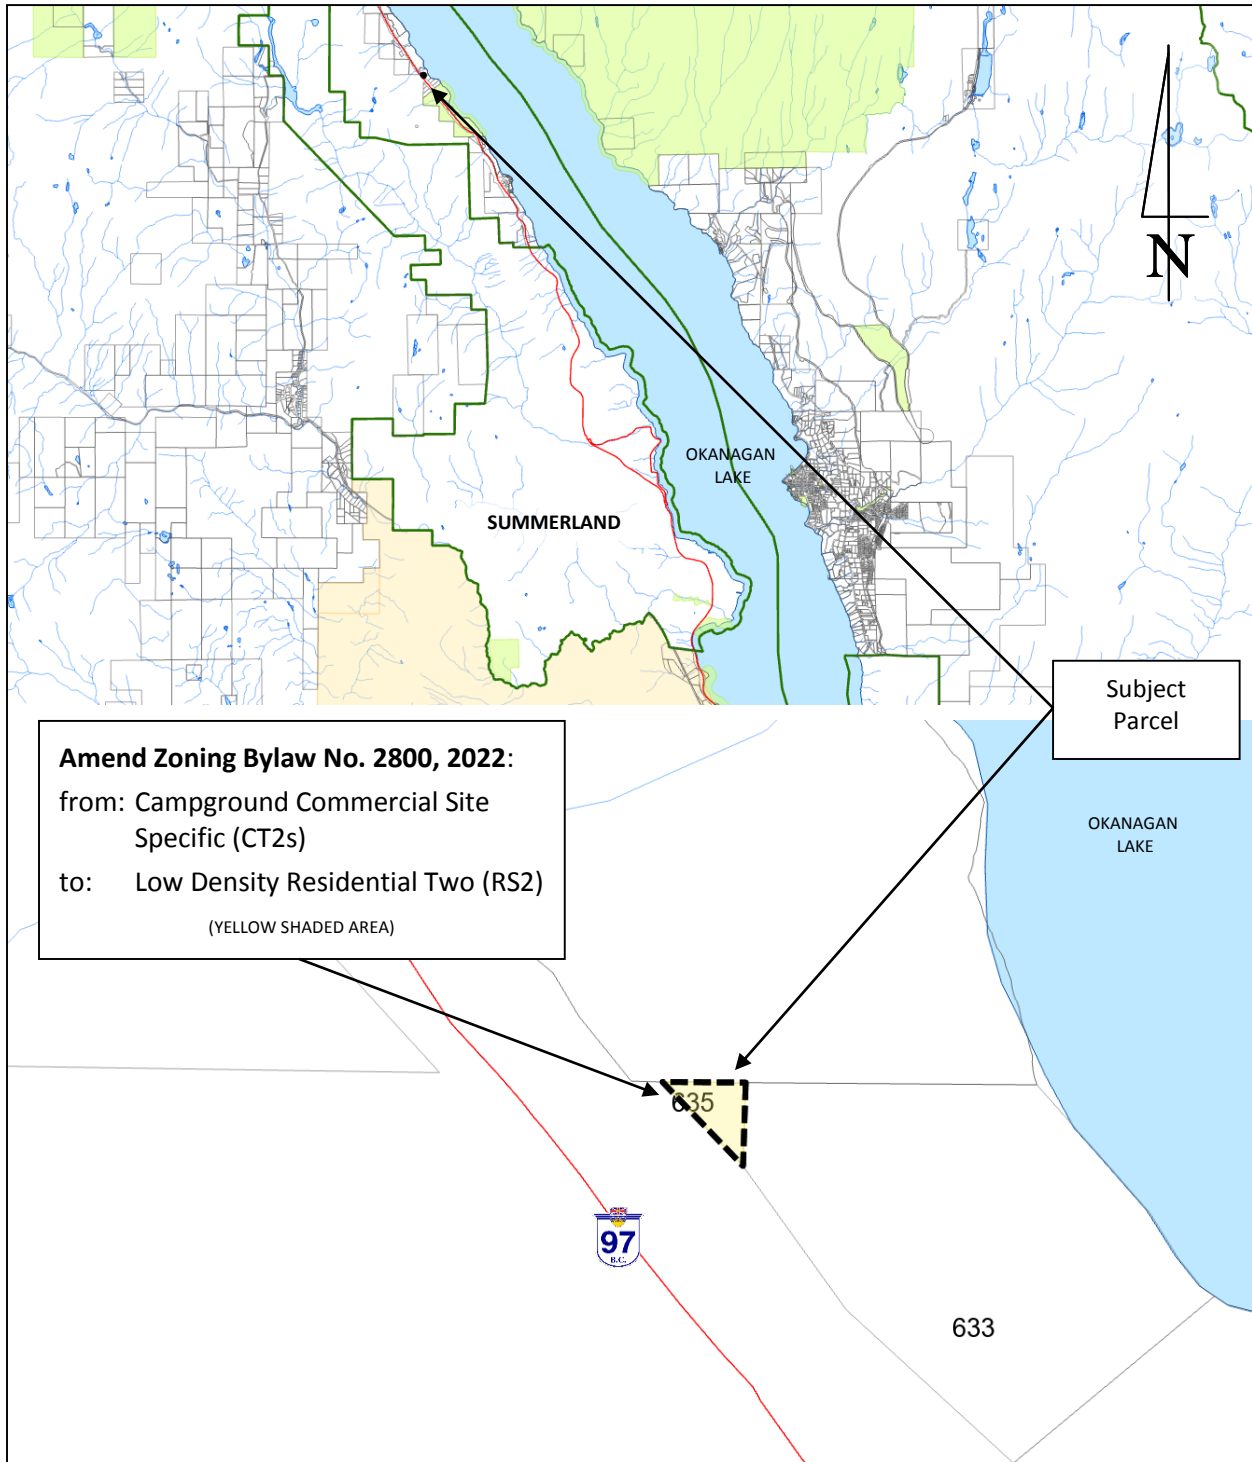 N
OKANAGAN
LAKE
SUMMERLAND
Subject
Parcel
Amend Zoning Bylaw No. 2800, 2022:
from: Campground Commercial Site
Specific (CT2s)
to: Low Density Residential Two (RS2)
(YELLOW SHADED AREA)
OKANAGAN
LAKE
635
97
B.C.
633